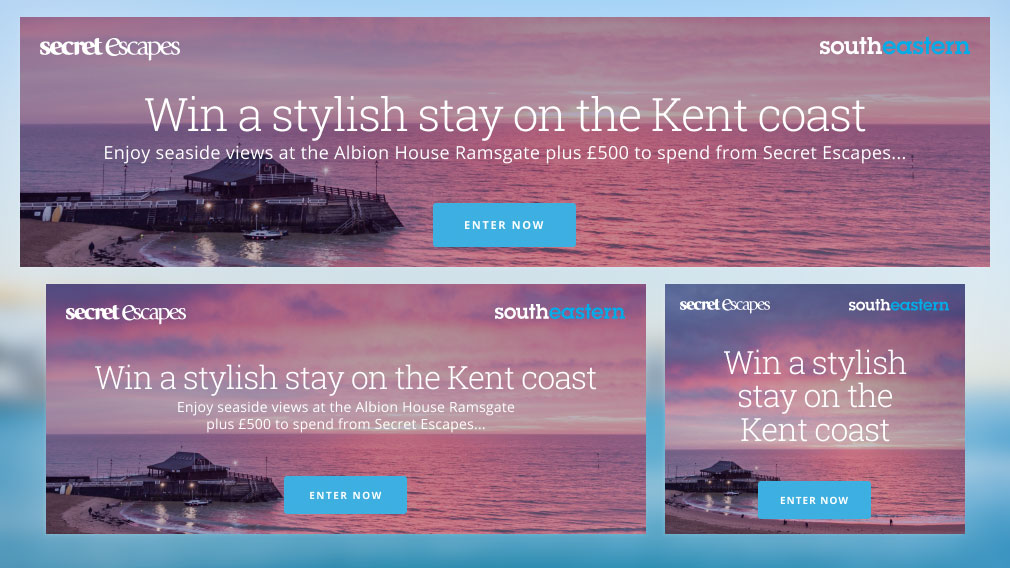 secret escapes
southeastern
Win a stylish stay on the Kent coast
Enjoy seaside views at the Albion House Ramsgate plus £500 to spend from Secret Escapes...
ENTER NOW
secret escapes
southeastern
Win a stylish stay on the Kent coast
Enjoy seaside views at the Albion House Ramsgate
plus £500 to spend from Secret Escapes...
ENTER NOW
secret escapes
southeastern
Win a stylish
stay on the
Kent coast
ENTER NOW